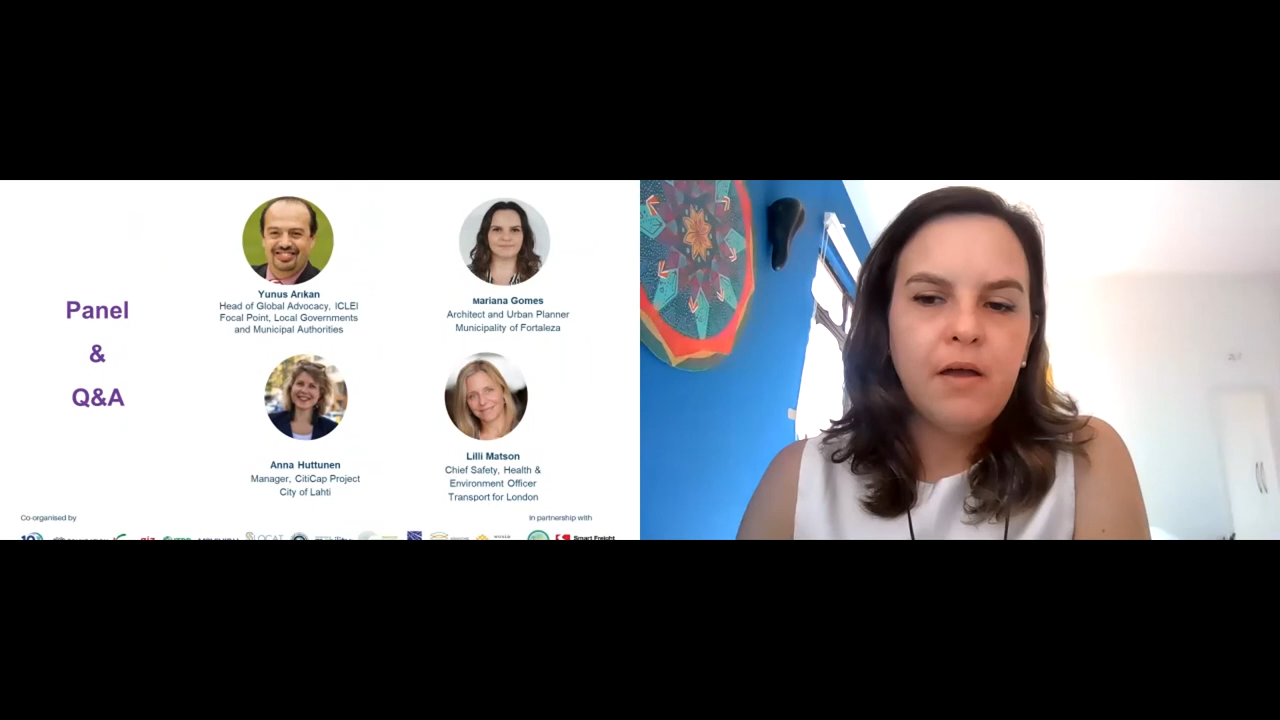 Panel
&
Q&A
Yunus Arıkan
Head of Global Advocacy, ICLEI
Focal Point, Local Governments
and Municipal Authorities
Mariana Gomes
Architect and Urban Planner
Municipality of Fortaleza
Anna Huttunen
Manager, CitiCap Project
City of Lahti
Lilli Matson
Chief Safety, Health &
Environment Officer
Transport for London
Co-organised by
In partnership with
Smart Freight